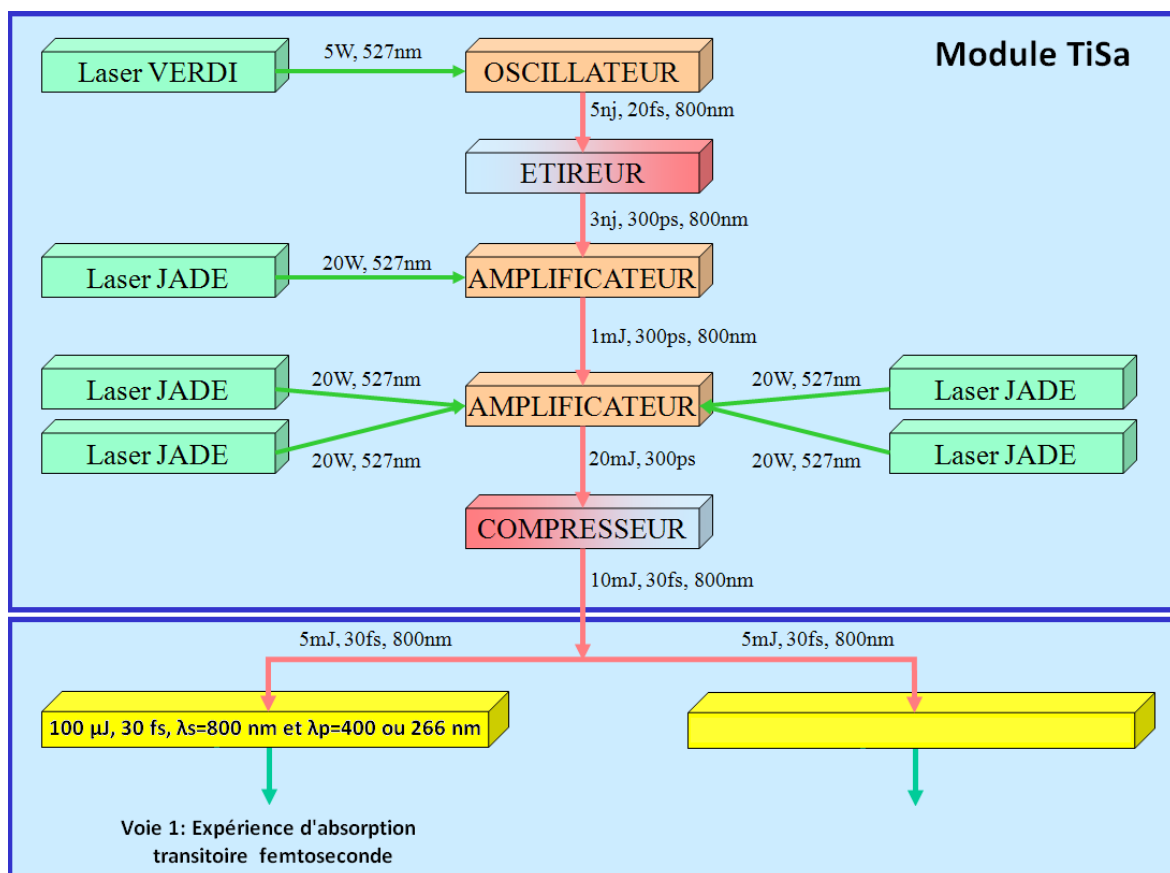 Module TiSa
5W, 527nm
Laser VERDI
OSCILLATEUR
5nj, 20fs, 800nm
ETIREUR
3nj, 300ps, 800nm
20W, 527nm
Laser JADE
AMPLIFICATEUR
1mJ, 300ps, 800nm
20W, 527nm
20W, 527nm
Laser JADE
Laser JADE
AMPLIFICATEUR
Laser JADE
Laser JADE
20W, 527nm
20mJ, 300ps
20W, 527nm
COMPRESSEUR
10mJ, 30fs, 800nm
5mJ, 30fs, 800nm
5mJ, 30fs, 800nm
100 µJ, 30 fs, λs=800 nm et λp=400 ou 266 nm
Voie 1: Expérience d'absorption
transitoire femtoseconde